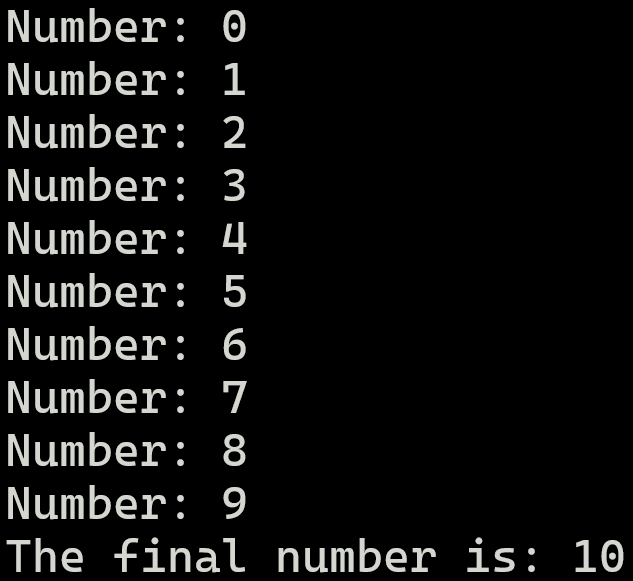 Number: 0
Number: 1
Number: 2
Number: 3
Number: 4
Number: 5
Number: 6
Number: 7
Number: 8
Number: 9
The final number is: 10